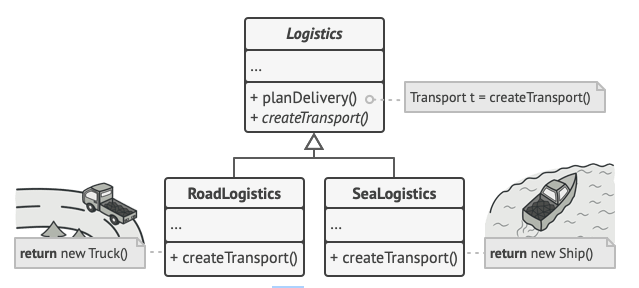 Logistics
...
+ planDelivery()
+ createTransport()
Transport t = createTransport()
RoadLogistics
...
+ createTransport()
SeaLogistics
...
+ createTransport()
return new Truck()
return new Ship()